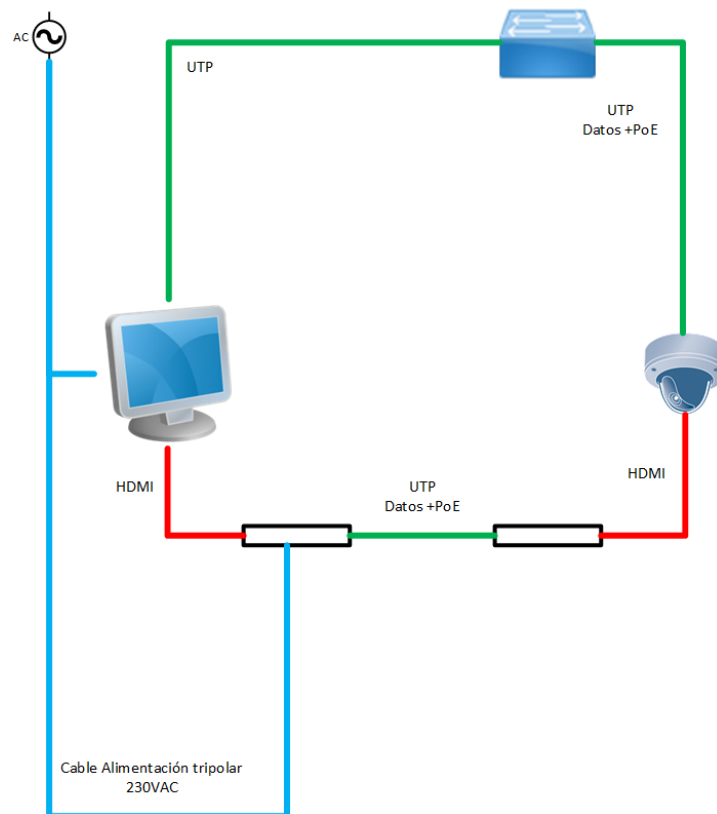 AC
UTP
UTP
Datos +PoE
HDMI
UTP
Datos +PoE
HDMI
Cable Alimentación tripolar
230VAC